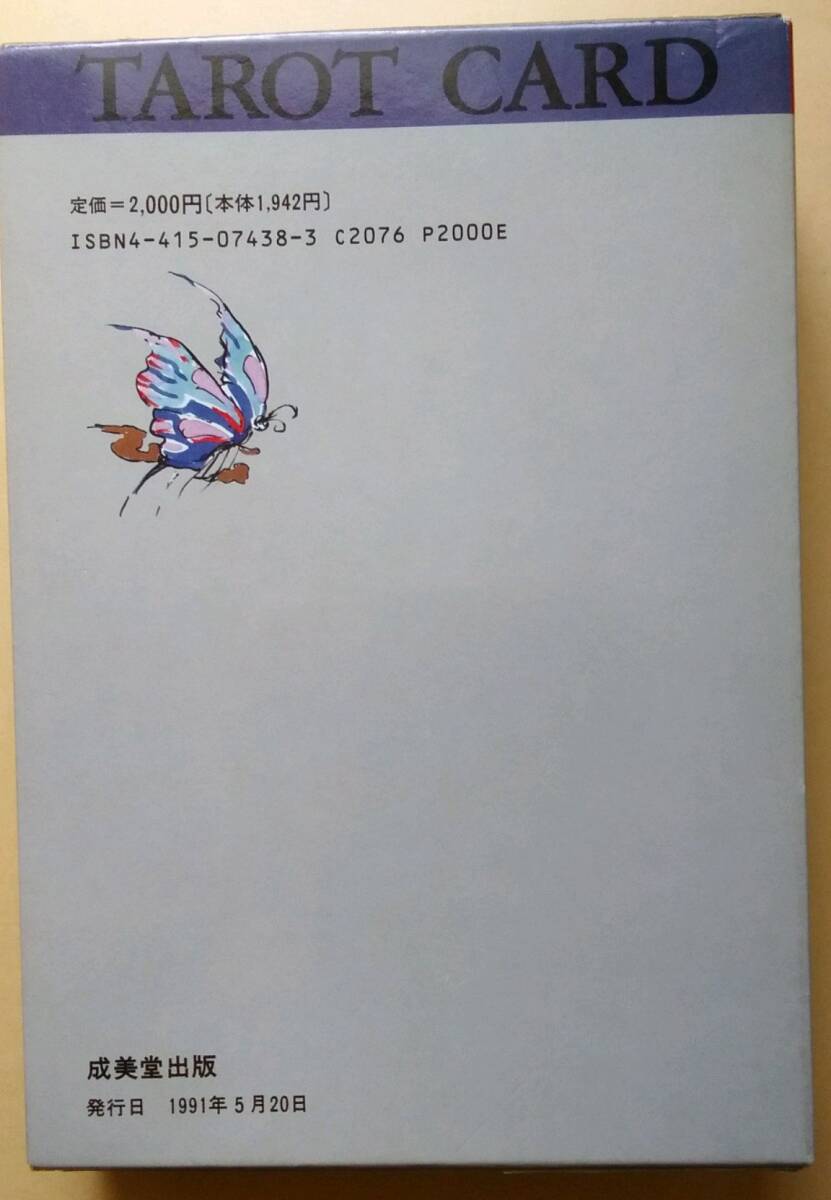 TAROT CARD
定価=2,000円〔本体1,942円〕
ISBN4-415-07438-3 C2076 P2000E
成美堂出版
発行日 1991年5月20日